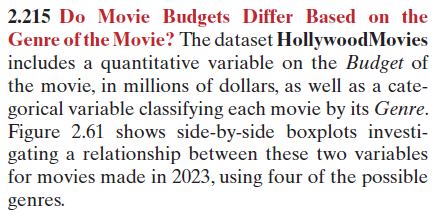 2.215 Do Movie Budgets Differ Based on the
Genre of the Movie? The dataset HollywoodMovies
includes a quantitative variable on the Budget of
the movie, in millions of dollars, as well as a cate-
gorical variable classifying each movie by its Genre.
Figure 2.61 shows side-by-side boxplots investi-
gating a relationship between these two variables
for movies made in 2023, using four of the possible
genres.